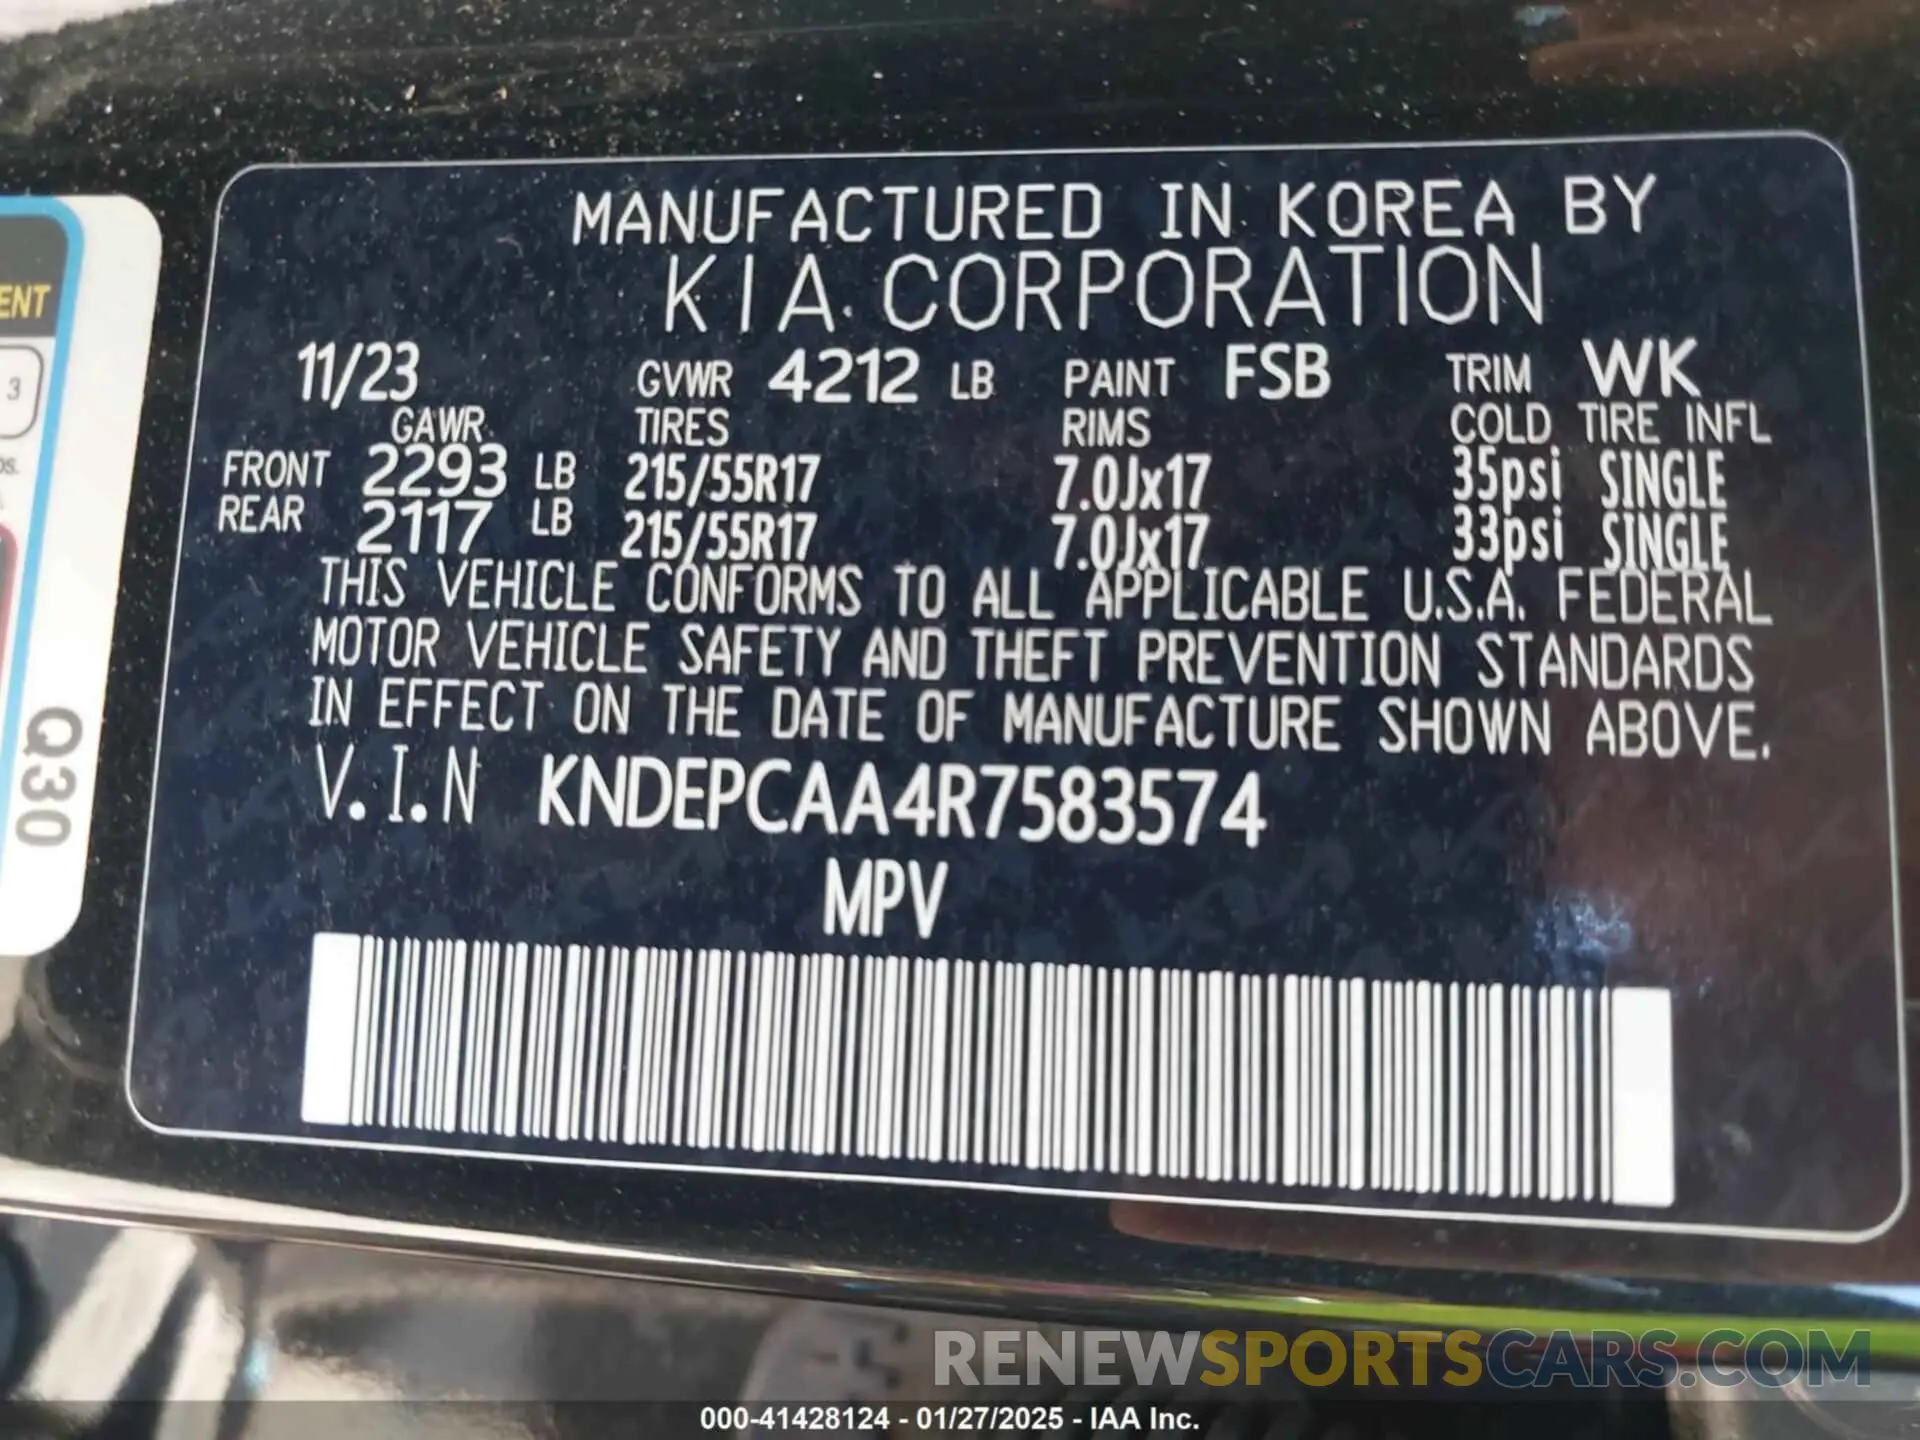 MANUFACTURED IN KOREA BY
KIA CORPORATION
11/23 GVWR 4212 LB PAINT FSB TRIM WK
GAWR TIRES RIMS COLD TIRE INFL
FRONT 2293 LB 215/55R17 7.0Jx17 35psi SINGLE
REAR 2117 LB 215/55R17 7.0Jx17 33psi SINGLE
THIS VEHICLE CONFORMS TO ALL APPLICABLE U.S.A. FEDERAL
MOTOR VEHICLE SAFETY AND THEFT PREVENTION STANDARDS
IN EFFECT ON THE DATE OF MANUFACTURE SHOWN ABOVE.
V.I.N KNDEPCAA4R7583574
MPV
ENT
3
Q30
RENEWSPORTSCARS.COM
000-41428124 - 01/27/2025 - IAA Inc.